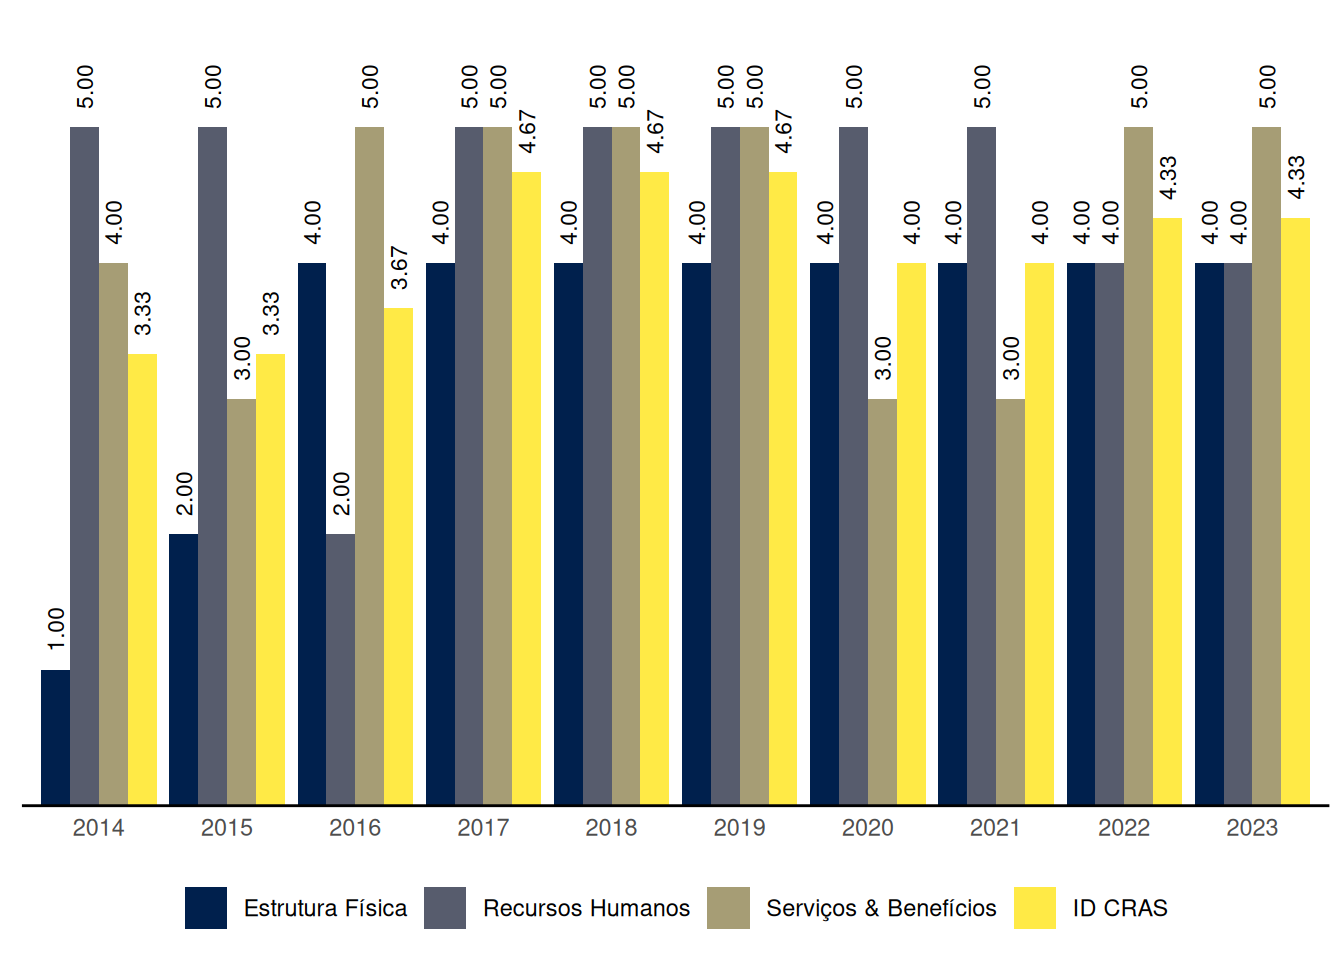 5.00 5.00 5.00 5.00 5.00 5.00 5.00 5.00 5.00 5.00 5.00 5.00 5.00 5.00
4.67 4.67 4.67
4.33 4.33
4.00 4.00 4.00 4.00 4.00 4.00 4.00 4.00 4.00 4.00 4.00 4.00 4.00
3.67
3.33 3.33
3.00 3.00 3.00
2.00 2.00
1.00
2014 2015 2016 2017 2018 2019 2020 2021 2022 2023
Estrutura Física Recursos Humanos Serviços & Benefícios ID CRAS